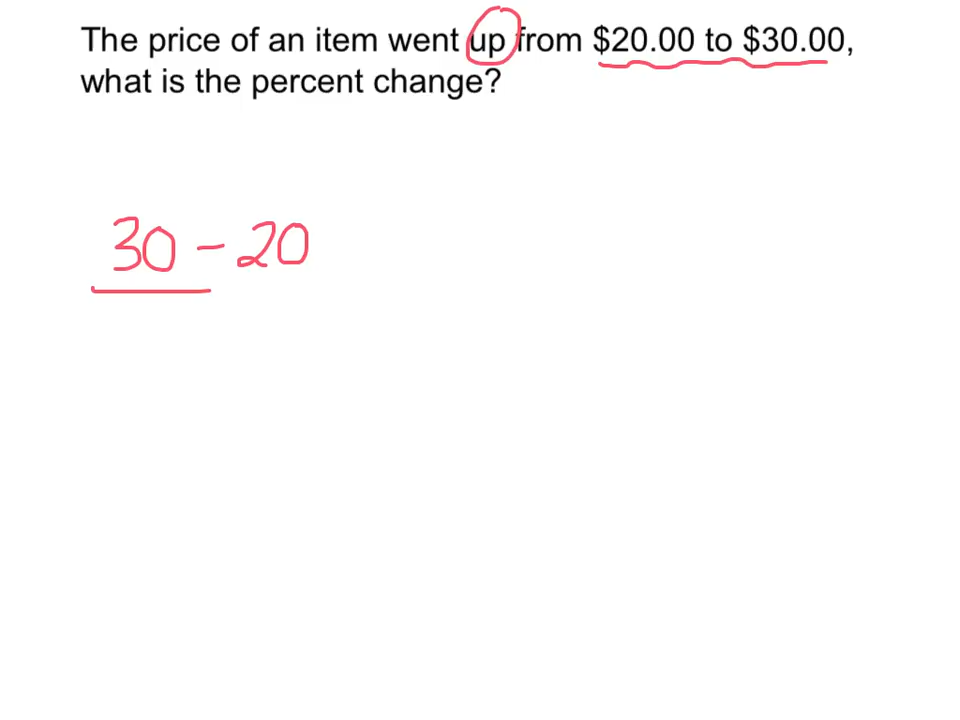 The price of an item went up from $20.00 to $30.00,
what is the percent change?
30 - 20